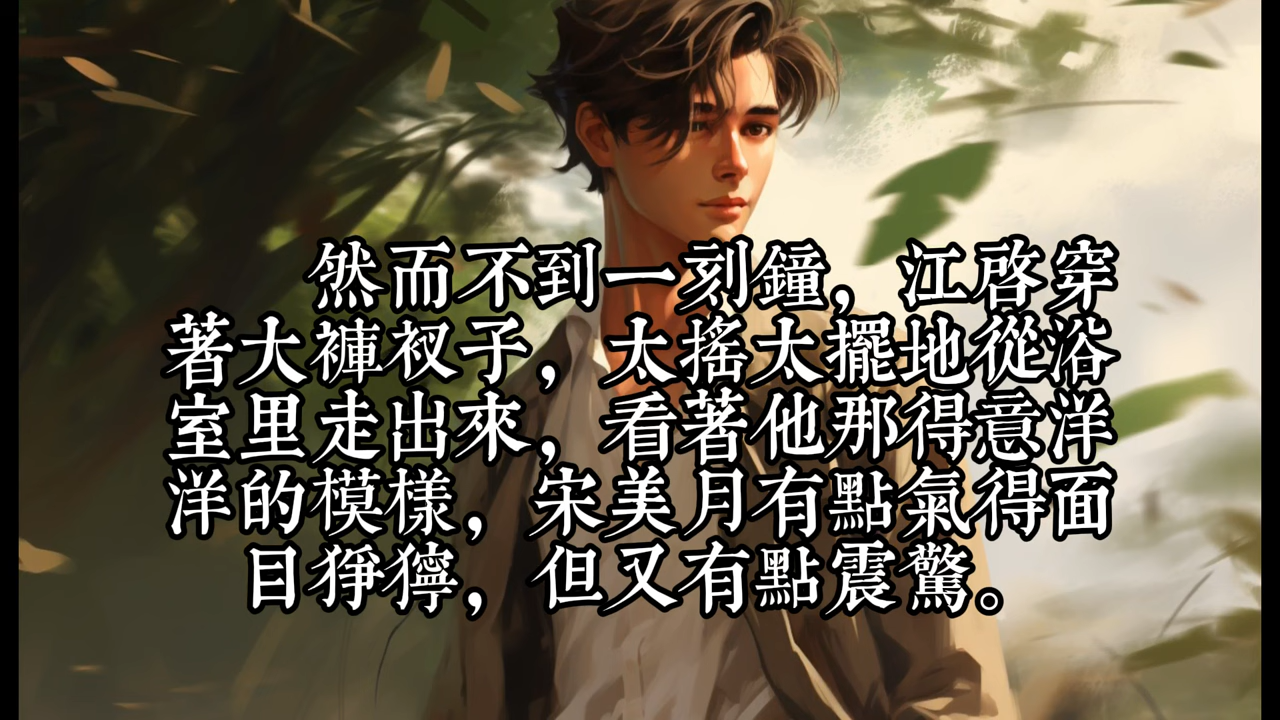 然而不到一刻鐘，江啓穿
著大褲衩子，太搖太擺地從浴
室里走出來，看著他那得意洋
洋的模樣，宋美月有點氣得面
目猙獰，但又有點震驚。